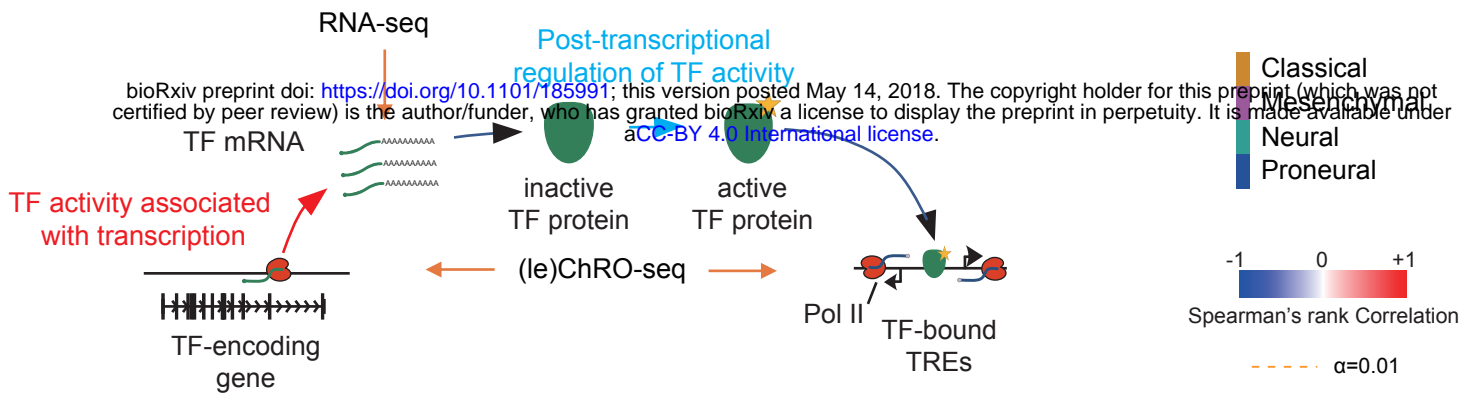 RNA-seq
Post-transcriptional
regulation of TF activity
bioRxiv preprint doi: https://doi.org/10.1101/185991; this version posted May 14, 2018. The copyright holder for this preprint (which was not
certified by peer review) is the author/funder, who has granted bioRxiv a license to display the preprint in perpetuity. It is made available under
aCC-BY 4.0 International license.
Classical
Mesenchymal
Neural
Proneural
TF mRNA
AAAAAAAAAA
AAAAAAAAAA
AAAAAAAAAA
inactive
TF protein
active
TF protein
TF activity associated
with transcription
(le)ChRO-seq
TF-encoding
gene
Pol II
TF-bound
TREs
-1 0 +1
Spearman's rank Correlation
α=0.01